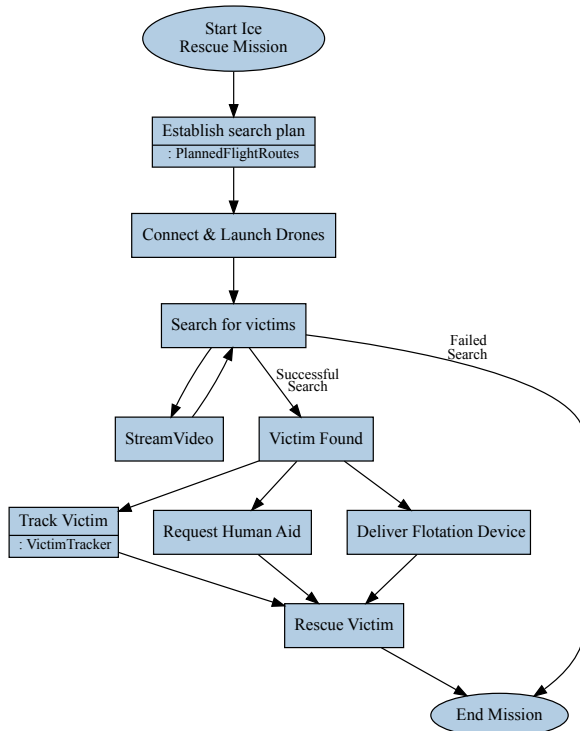 Start Ice
Rescue Mission
Establish search plan
: PlannedFlightRoutes
Connect & Launch Drones
Search for victims
Failed
Search
Successful
Search
StreamVideo
Victim Found
Track Victim
: VictimTracker
Request Human Aid
Deliver Flotation Device
Rescue Victim
End Mission